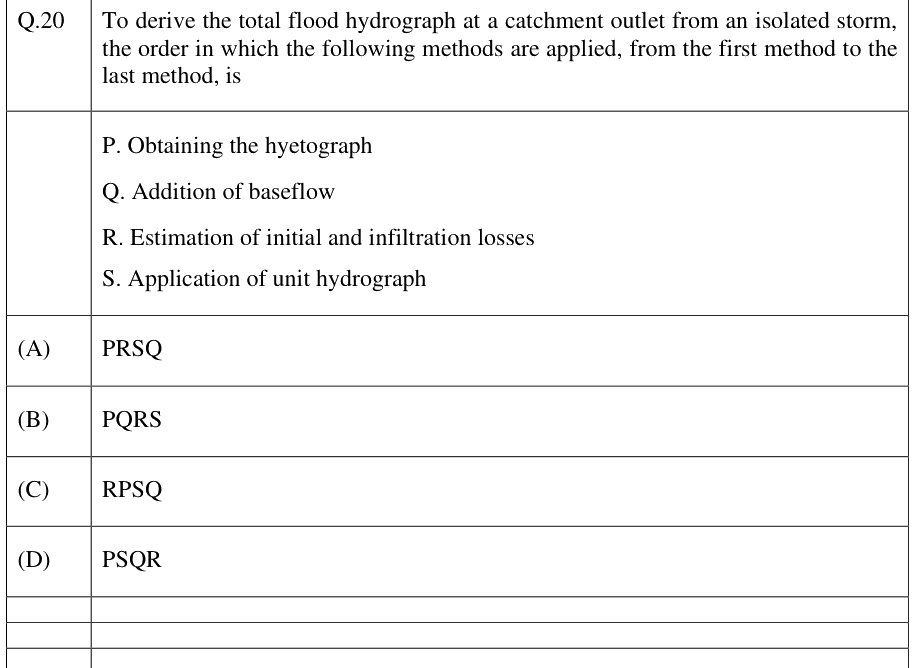 Q.20 To derive the total flood hydrograph at a catchment outlet from an isolated storm,
the order in which the following methods are applied, from the first method to the
last method, is
P. Obtaining the hyetograph
Q. Addition of baseflow
R. Estimation of initial and infiltration losses
S. Application of unit hydrograph
(A) PRSQ
(B) PQRS
(C) RPSQ
(D) PSQR